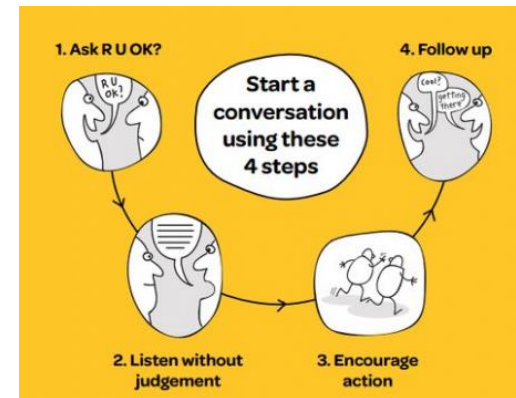 1. Ask R U OK?
R U
OK?
Start a
conversation
using these
4 steps
4. Follow up
Cool?
getting
there
2. Listen without
judgement
3. Encourage
action